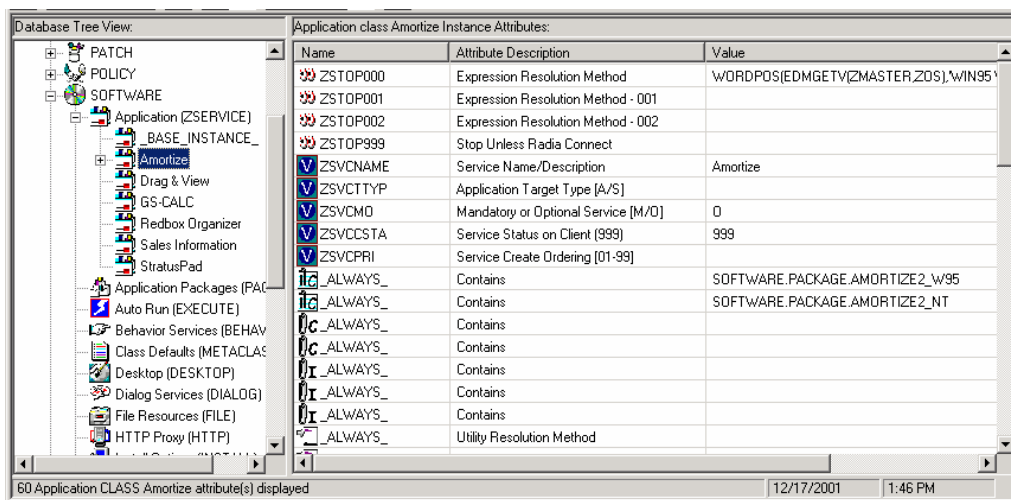 Database Tree View:
PATCH
POLICY
SOFTWARE
Application (ZSERVICE)
_BASE_INSTANCE_
Amortize
Drag & View
GS-CALC
Redbox Organizer
Sales Information
StratusPad
Application Packages (PAC
Auto Run (EXECUTE)
Behavior Services (BEHAV
Class Defaults (METACLAS
Desktop (DESKTOP)
Dialog Services (DIALOG)
File Resources (FILE)
HTTP Proxy (HTTP)
Application class Amortize Instance Attributes:
Name Attribute Description Value
ZSTOP000 Expression Resolution Method WORDPOS(EDMGETV(ZMASTER,ZOS),'WIN95
ZSTOP001 Expression Resolution Method - 001
ZSTOP002 Expression Resolution Method - 002
ZSTOP999 Stop Unless Radia Connect
V ZSVCNAME Service Name/Description Amortize
V ZSVCTTYP Application Target Type [A/S]
V ZSVCMO Mandatory or Optional Service [M/O] O
V ZSVCCSTA Service Status on Client (999) 999
V ZSVCPRI Service Create Ordering [01-99]
C _ALWAYS_ Contains SOFTWARE.PACKAGE.AMORTIZE2_W95
C _ALWAYS_ Contains SOFTWARE.PACKAGE.AMORTIZE2_NT
C _ALWAYS_ Contains
C _ALWAYS_ Contains
I _ALWAYS_ Contains
I _ALWAYS_ Contains
I _ALWAYS_ Contains
_ALWAYS_ Utility Resolution Method
60 Application CLASS Amortize attribute(s) displayed 12/17/2001 1:46 PM